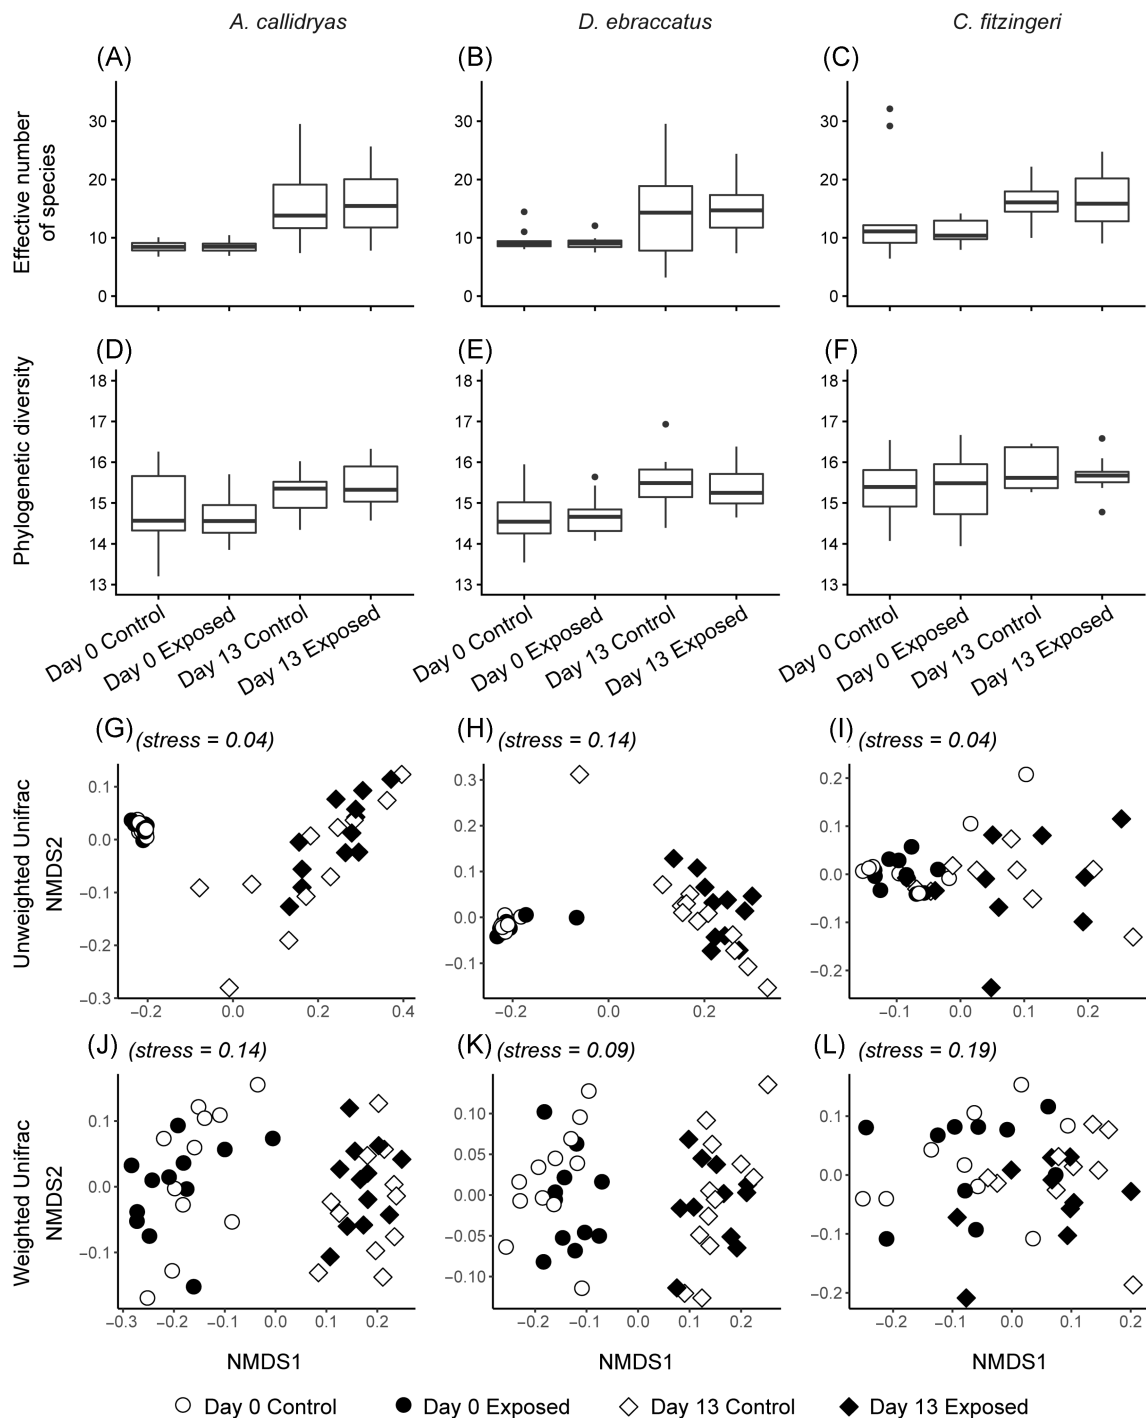 A. callidryas D. ebraccatus C. fitzingeri
(A) (B) (C)
Effective number
of species
30 30 30
20 20 20
10 10 10
0 0 0
(D) (E) (F)
Phylogenetic diversity
18 18 18
17 17 17
16 16 16
15 15 15
14 14 14
13 13 13
Day 0 Control Day 0 Exposed Day 13 Control Day 13 Exposed Day 0 Control Day 0 Exposed Day 13 Control Day 13 Exposed Day 0 Control Day 0 Exposed Day 13 Control Day 13 Exposed
(G) (stress = 0.04) (H) (stress = 0.14) (I) (stress = 0.04)
Unweighted Unifrac
NMDS2
0.1
0.0
−0.1
−0.2
−0.3
−0.2 0.0 0.2 0.4
0.3
0.2
0.1
0.0
−0.1
−0.2 0.0 0.2
0.2
0.1
0.0
−0.1
−0.2
−0.1 0.0 0.1 0.2
(J) (stress = 0.14) (K) (stress = 0.09) (L) (stress = 0.19)
Weighted Unifrac
NMDS2
0.1
0.0
−0.1
−0.3 −0.2 −0.1 0.0 0.1 0.2
0.10
0.05
0.00
−0.05
−0.10
−0.2 −0.1 0.0 0.1 0.2
0.1
0.0
−0.1
−0.2
−0.2 −0.1 0.0 0.1 0.2
NMDS1 NMDS1 NMDS1
Day 0 Control Day 0 Exposed Day 13 Control Day 13 Exposed